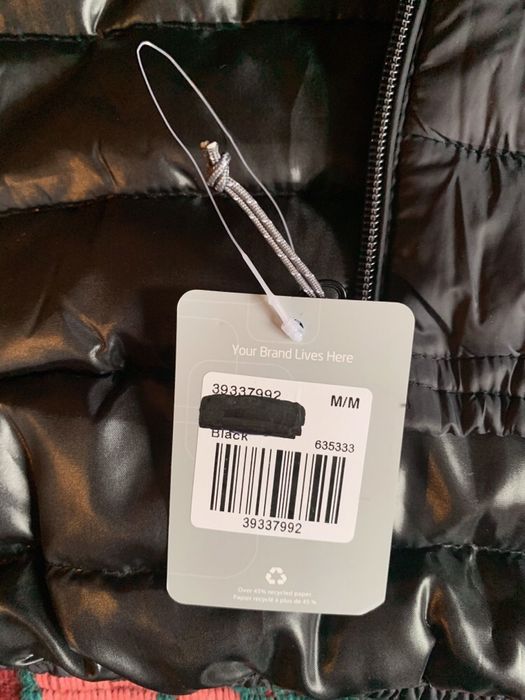 Your Brand Lives Here
39337992 M/M
Black 635333
39337992
Over 45% recycled paper
Papier recyclé à plus de 45 %